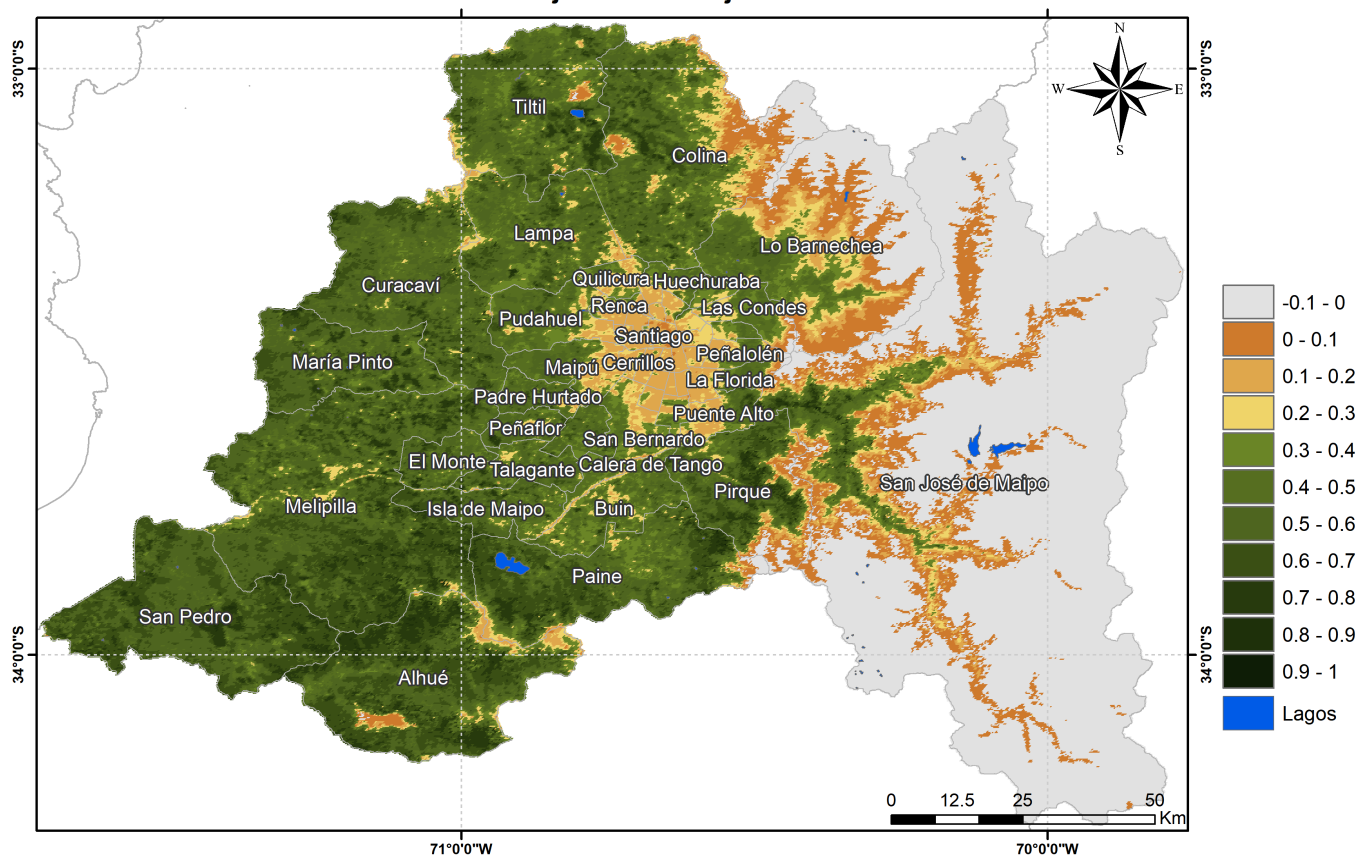 N
W E
S
33°0'0"S
33°0'0"S
34°0'0"S
34°0'0"S
71°0'0"W
70°0'0"W
Tiltil
Colina
Lampa
Lo Barnechea
Curacaví
Quilicura
Huechuraba
Renca
Las Condes
Pudahuel
Santiago
María Pinto
Maipú
Cerrillos
Peñalolén
La Florida
Padre Hurtado
Puente Alto
Peñaflor
San Bernardo
El Monte
Talagante
Calera de Tango
San José de Maipo
Pirque
Melipilla
Isla de Maipo
Buin
Paine
San Pedro
Alhué
0 12.5 25 50
Km
-0.1 - 0
0 - 0.1
0.1 - 0.2
0.2 - 0.3
0.3 - 0.4
0.4 - 0.5
0.5 - 0.6
0.6 - 0.7
0.7 - 0.8
0.8 - 0.9
0.9 - 1
Lagos